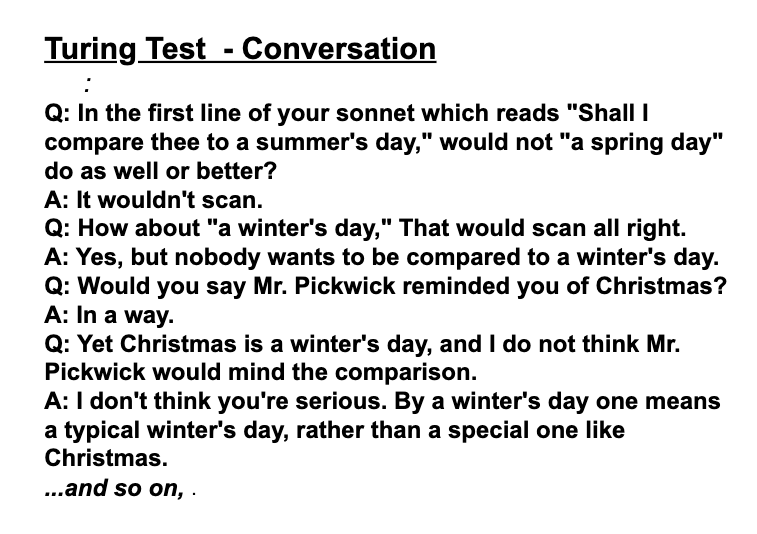 Turing Test  - Conversation
:
Q: In the first line of your sonnet which reads "Shall I
compare thee to a summer's day," would not "a spring day"
do as well or better?
A: It wouldn't scan.
Q: How about "a winter's day," That would scan all right.
A: Yes, but nobody wants to be compared to a winter's day.
Q: Would you say Mr. Pickwick reminded you of Christmas?
A: In a way.
Q: Yet Christmas is a winter's day, and I do not think Mr.
Pickwick would mind the comparison.
A: I don't think you're serious. By a winter's day one means
a typical winter's day, rather than a special one like
Christmas.
...and so on, .